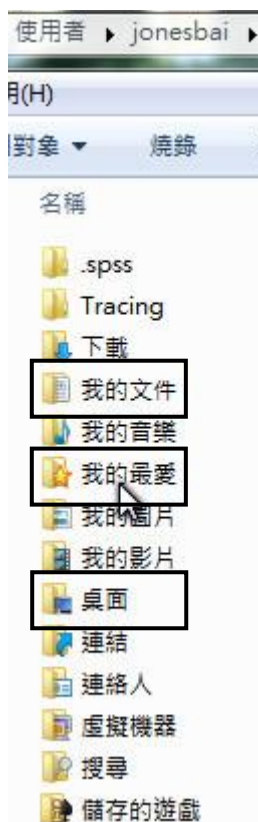 使用者 ▸ jonesbai ▸
明(H)
對象 ▼ 燒錄
名稱
.spss
Tracing
下載
我的文件
我的音樂
我的最愛
我的圖片
我的影片
桌面
連結
連絡人
虛擬機器
搜尋
儲存的遊戲